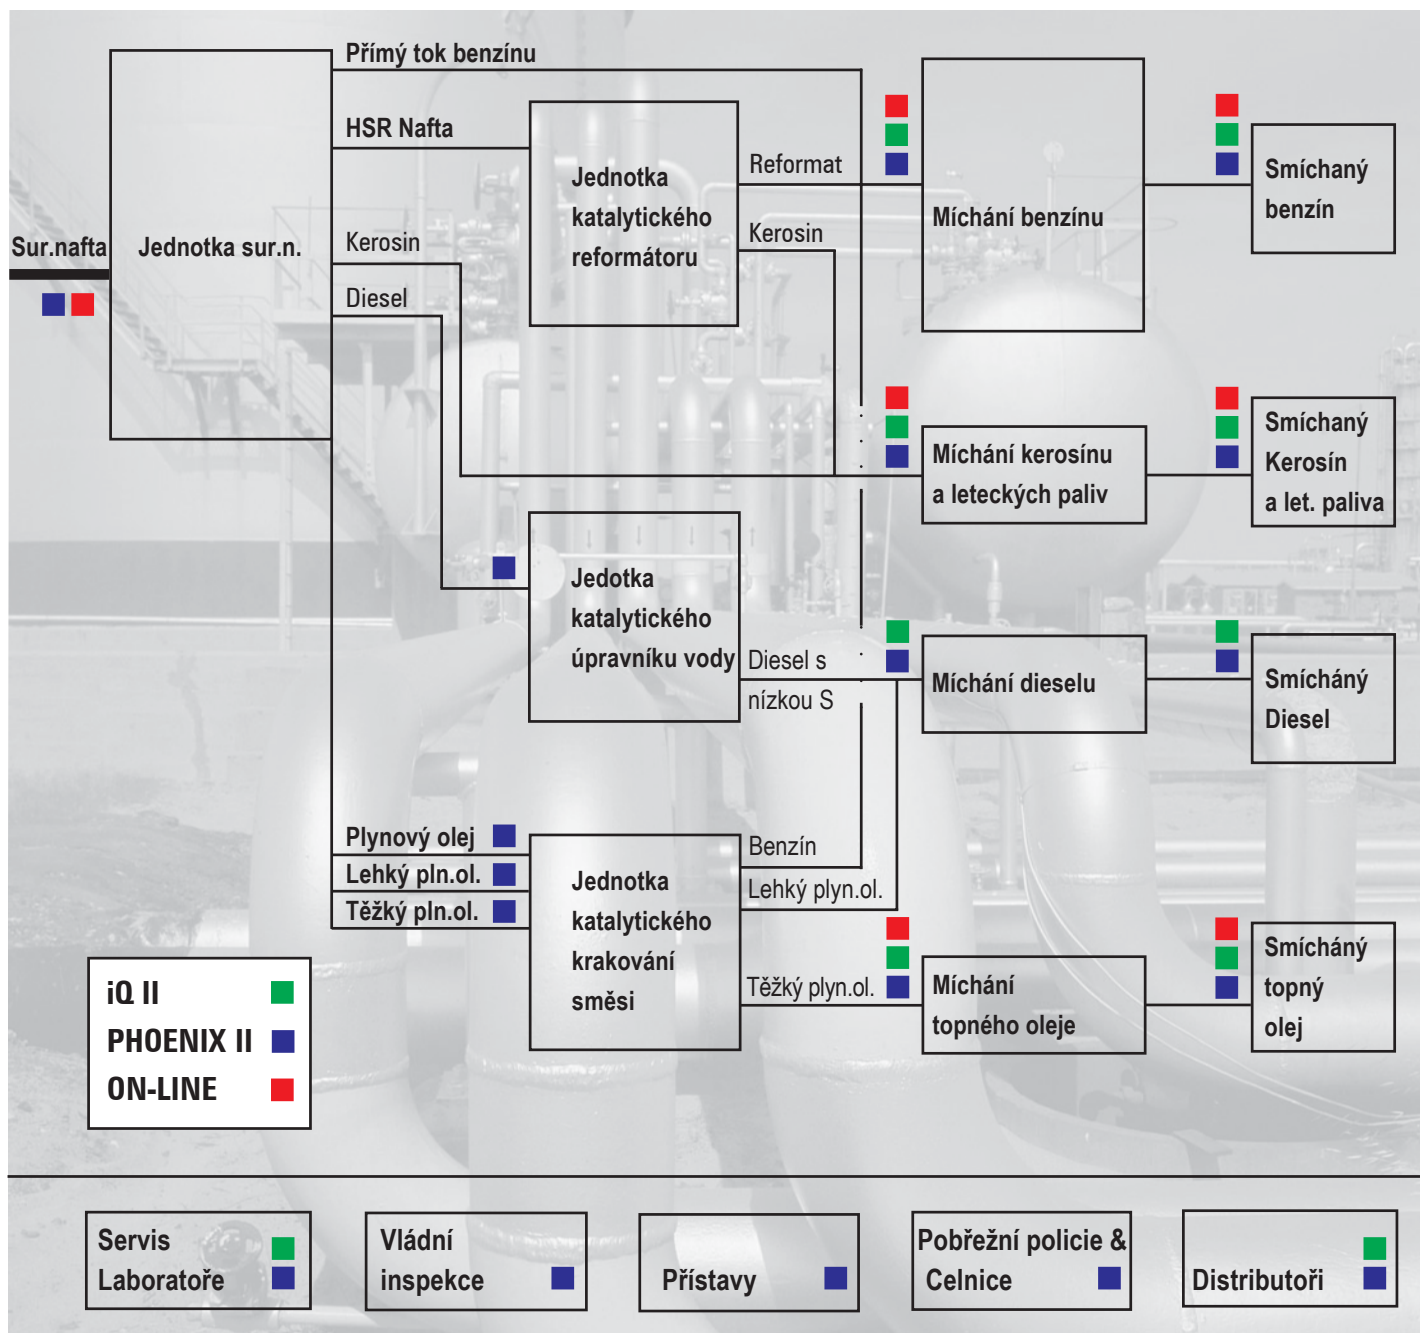 Přímý tok benzínu
HSR Nafta
Reformat
Jednotka
katalytického
reformátoru
Smíchaný
benzín
Míchání benzínu
Kerosin
Sur.nafta
Jednotka sur.n.
Kerosin
Diesel
Míchání kerosínu
a leteckých paliv
Smíchaný
Kerosín
a let. paliva
Jedotka
katalytického
úpravníku vody
Diesel s
nízkou S
Míchání dieselu
Smícháný
Diesel
Plynový olej
Lehký pln.ol.
Těžký pln.ol.
Jednotka
katalytického
krakování
směsi
Benzín
Lehký plyn.ol.
Těžký plyn.ol.
Míchání
topného oleje
Smícháný
topný
olej
iQ II
PHOENIX II
ON-LINE
Servis
Laboratoře
Vládní
inspekce
Přístavy
Pobřežní policie &
Celnice
Distributoři